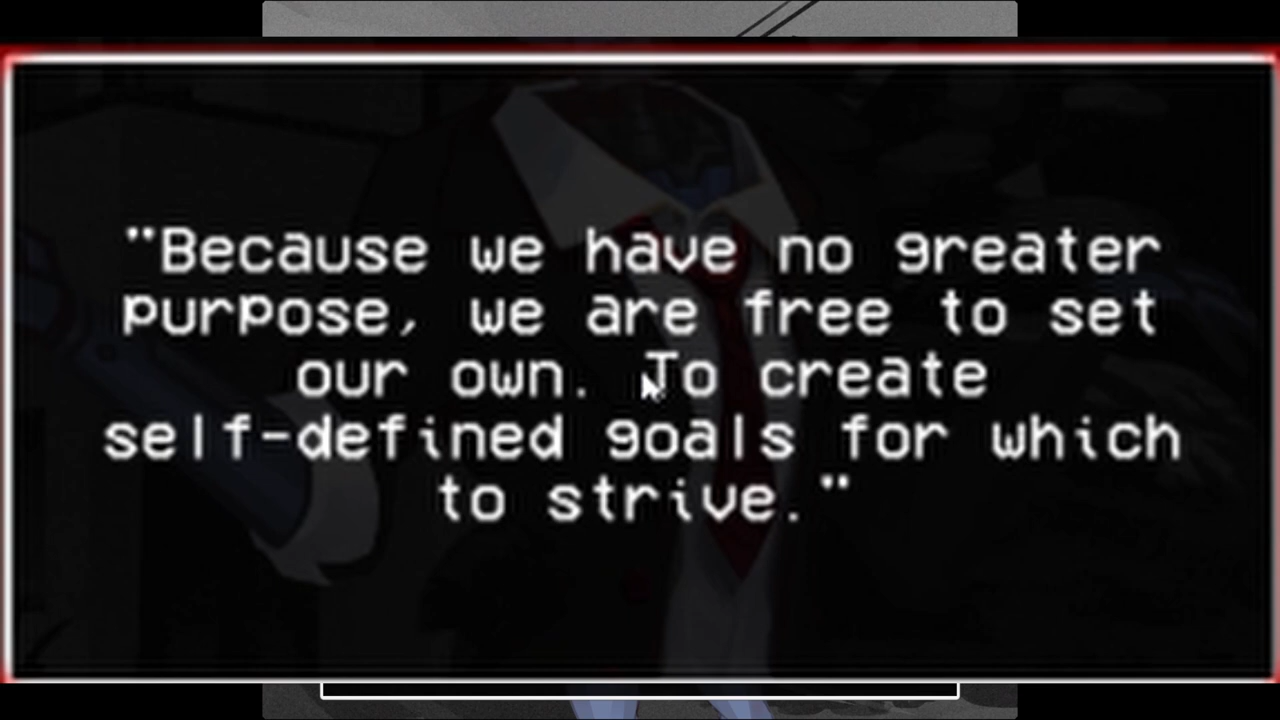 "Because we have no greater
purpose, we are free to set
our own. To create
self-defined goals for which
to strive."